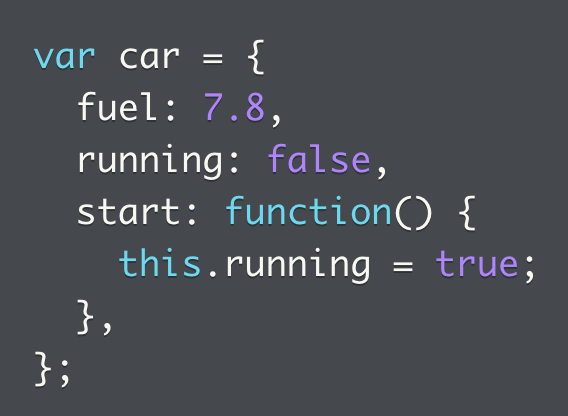 var car = {
  fuel: 7.8,
  running: false,
  start: function() {
    this.running = true;
  },
};